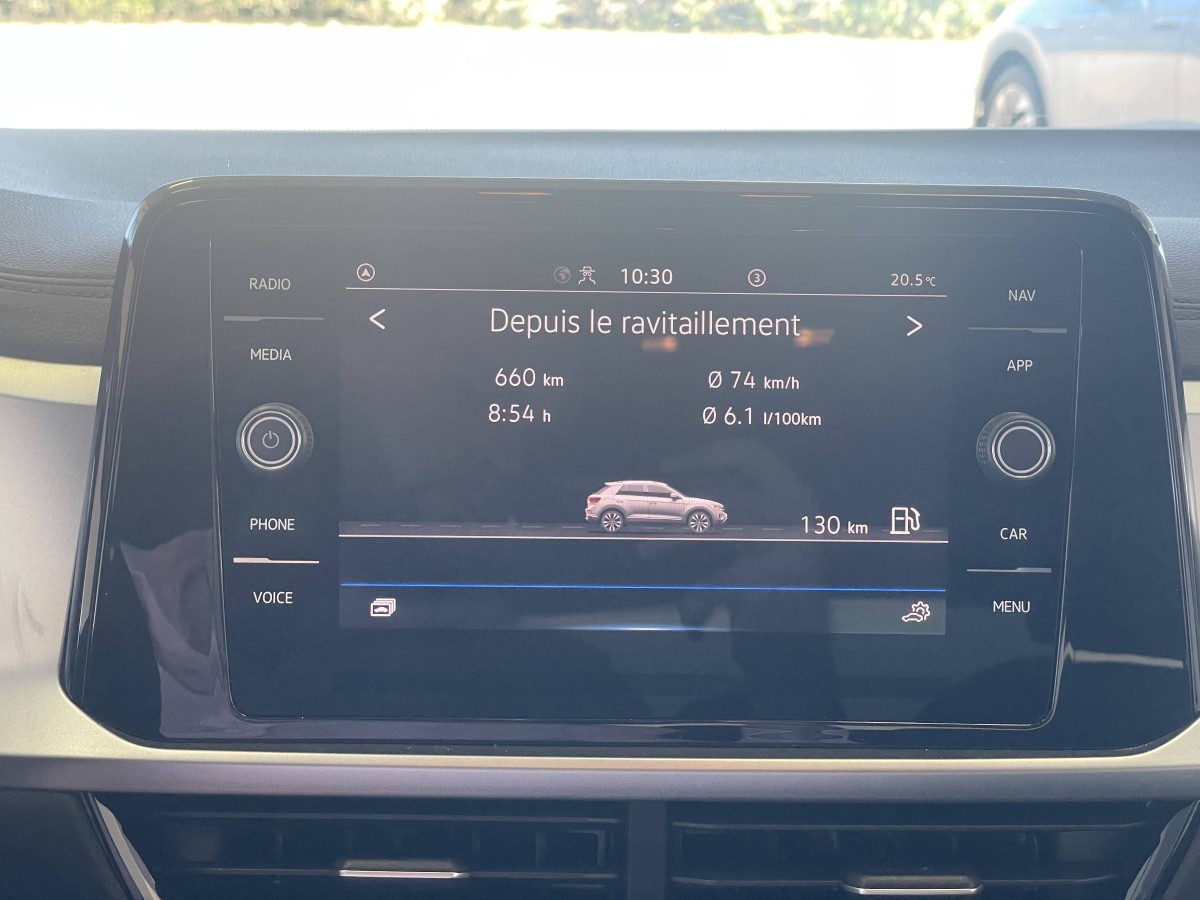 RADIO
MEDIA
PHONE
VOICE
10:30
3
20.5°C
< Depuis le ravitaillement >
660 km
Ø 74 km/h
8:54 h
Ø 6.1 l/100km
130 km
NAV
APP
CAR
MENU